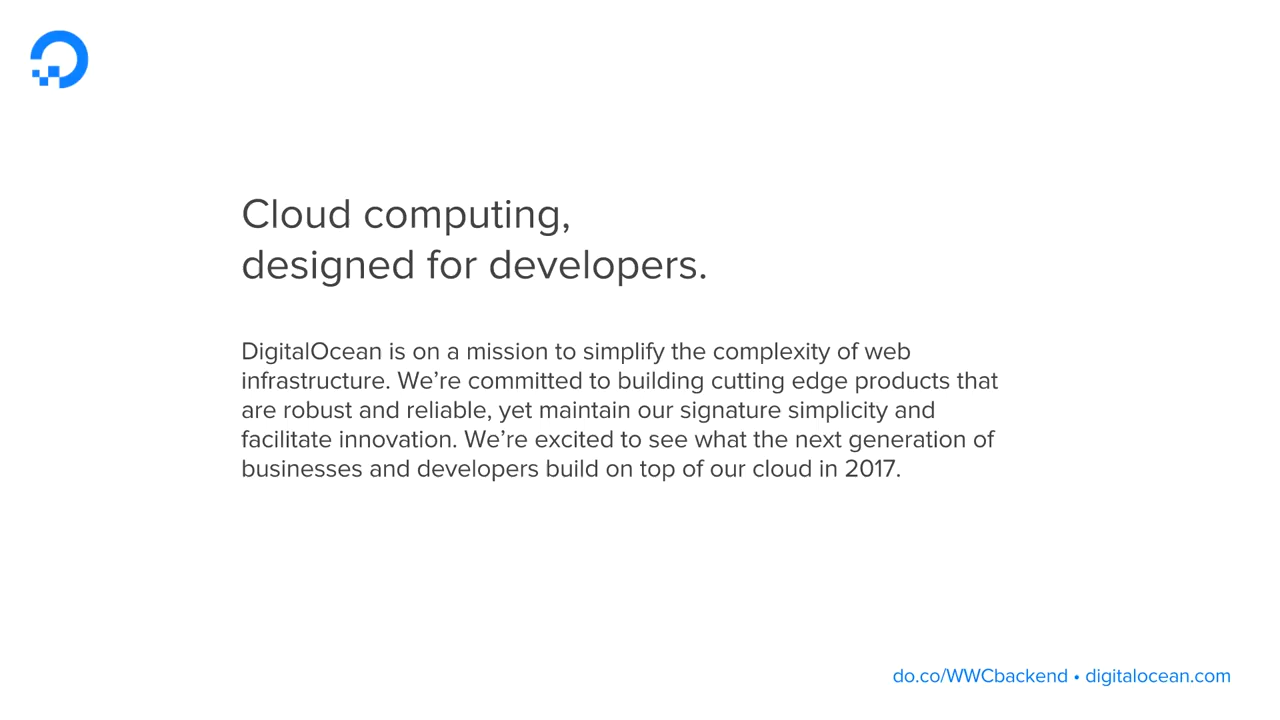 Cloud computing,
designed for developers.
DigitalOcean is on a mission to simplify the complexity of web
infrastructure. We’re committed to building cutting edge products that
are robust and reliable, yet maintain our signature simplicity and
facilitate innovation. We’re excited to see what the next generation of
businesses and developers build on top of our cloud in 2017.
do.co/WWCbackend • digitalocean.com